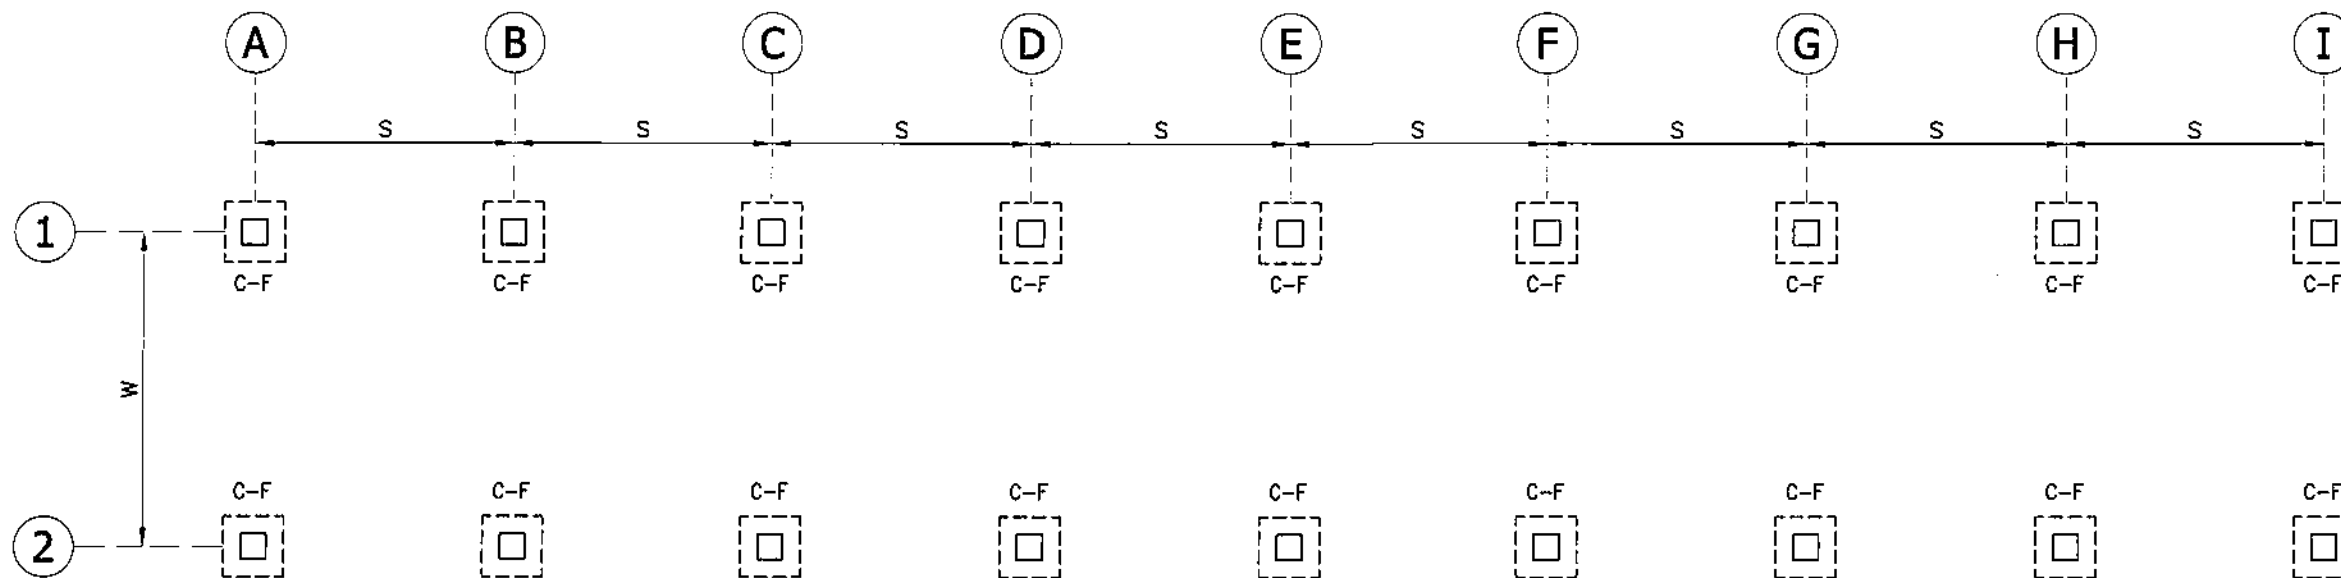 A B C D E F G H I
S S S S S S S S
1
C-F C-F C-F C-F C-F C-F C-F C-F C-F
W
C-F C-F C-F C-F C-F C-F C-F C-F C-F
2